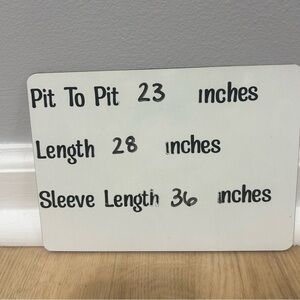 Pit To Pit 23 inches
Length 28 inches
Sleeve Length 36 inches